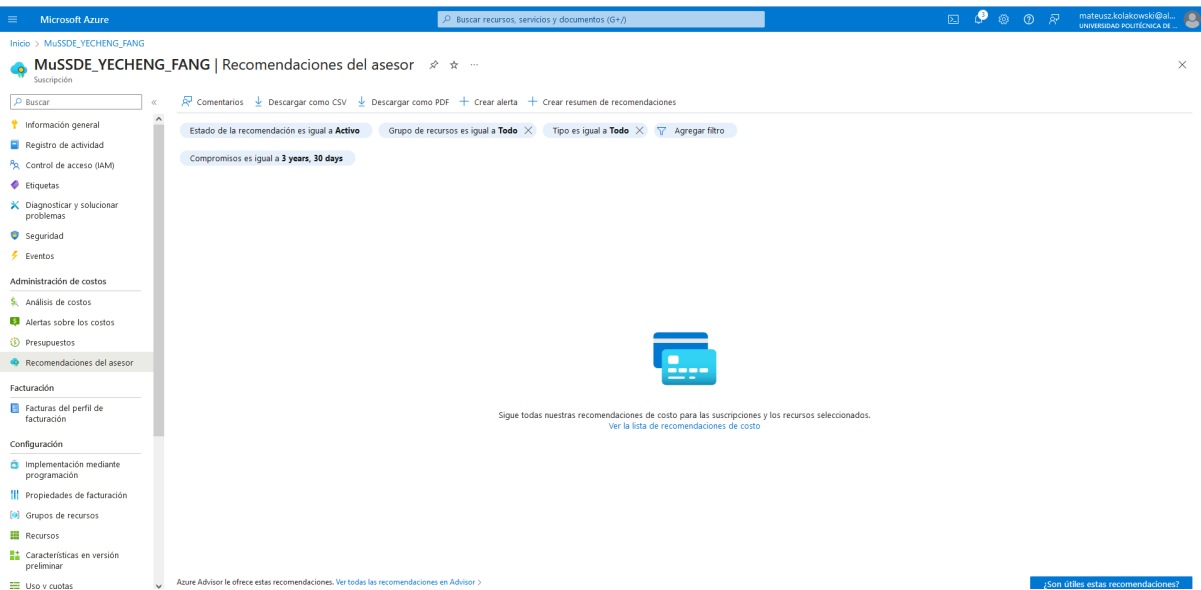 Microsoft Azure
Buscar recursos, servicios y documentos (G+/)
3
mateusz.kolakowski@al...
UNIVERSIDAD POLITÉCNICA DE ...
Inicio > MuSSDE_YECHENG_FANG
MuSSDE_YECHENG_FANG | Recomendaciones del asesor
Suscripción
Buscar
Comentarios Descargar como CSV Descargar como PDF Crear alerta Crear resumen de recomendaciones
Información general
Registro de actividad
Control de acceso (IAM)
Etiquetas
Diagnosticar y solucionar
problemas
Seguridad
Eventos
Administración de costos
Análisis de costos
Alertas sobre los costos
Presupuestos
Recomendaciones del asesor
Facturación
Facturas del perfil de
facturación
Configuración
Implementación mediante
programación
Propiedades de facturación
Grupos de recursos
Recursos
Características en versión
preliminar
Uso y cuotas
Estado de la recomendación es igual a Activo
Grupo de recursos es igual a Todo
Tipo es igual a Todo
Agregar filtro
Compromisos es igual a 3 years, 30 days
Sigue todas nuestras recomendaciones de costo para las suscripciones y los recursos seleccionados.
Ver la lista de recomendaciones de costo
Azure Advisor le ofrece estas recomendaciones. Ver todas las recomendaciones en Advisor >
¿Son útiles estas recomendaciones?